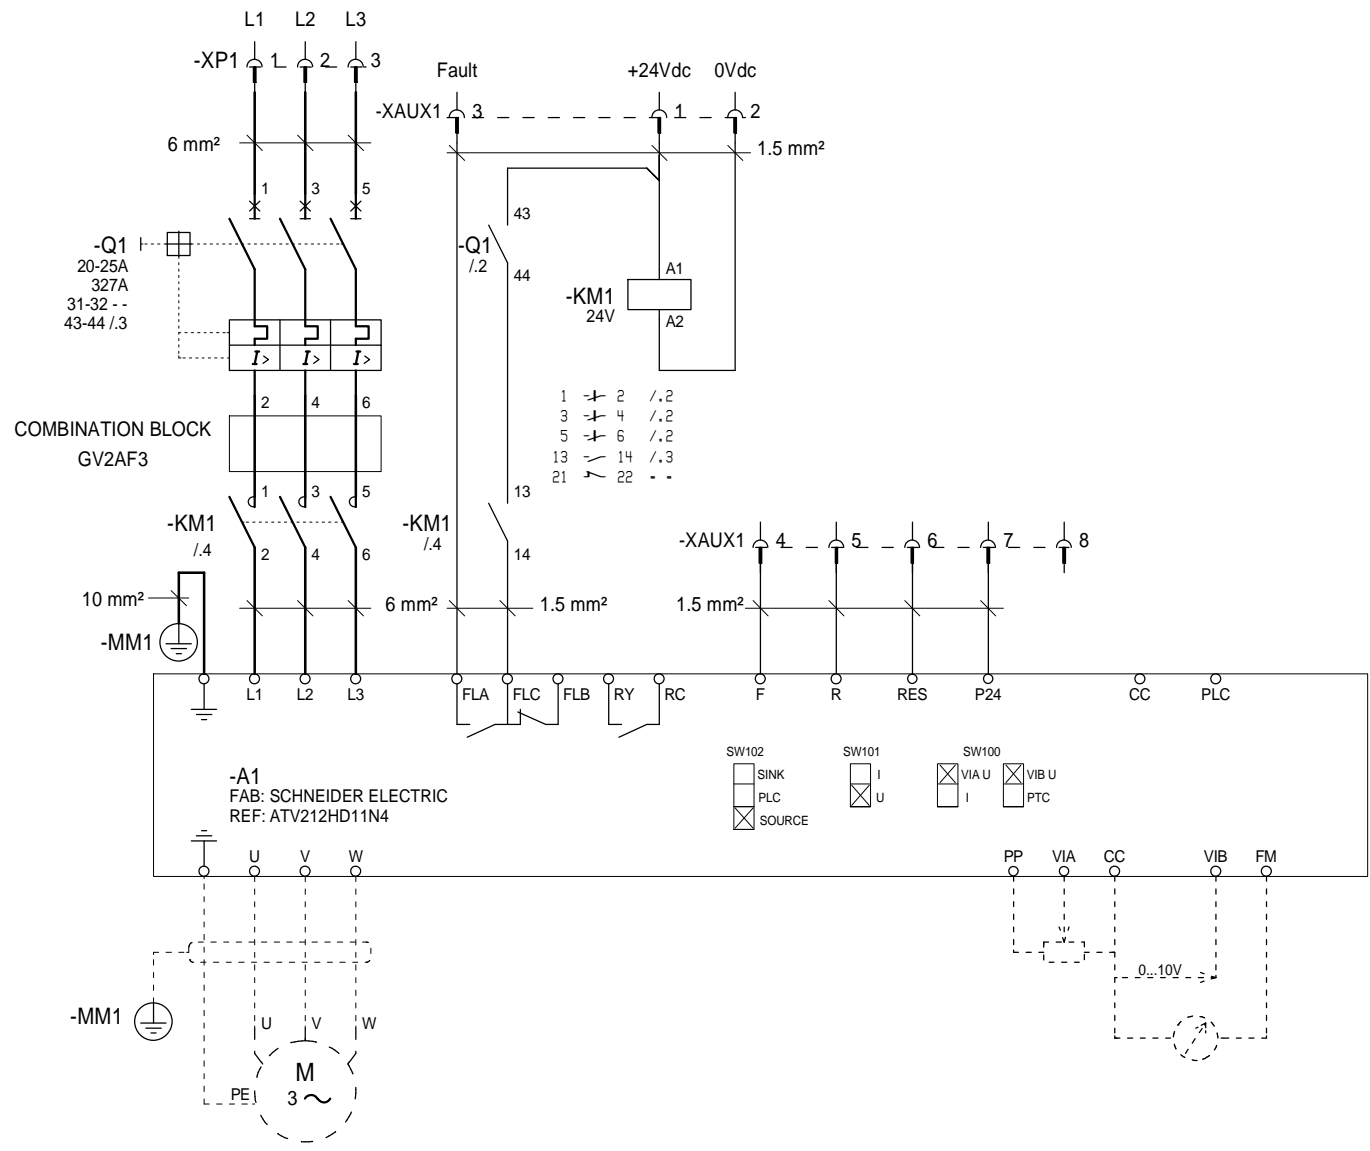 L1 L2 L3
-XP1 1 2 3
Fault +24Vdc 0Vdc
-XAUX1 3 1 2
6 mm²
1.5 mm²
1 3 5
43
-Q1
20-25A
327A
31-32 - -
43-44 /.3
-Q1
/.2
44
A1
-KM1
24V
A2
I> I> I>
2 4 6
COMBINATION BLOCK
GV2AF3
1 2 /.2
3 4 /.2
5 6 /.2
13 14 /.3
21 22 - -
1 3 5
13
-KM1
/.4
2 4 6
-KM1
/.4
14
-XAUX1 4 5 6 7 8
10 mm²
6 mm²
1.5 mm²
1.5 mm²
-MM1
L1 L2 L3 FLA FLC FLB RY RC F R RES P24 CC PLC
-A1
FAB: SCHNEIDER ELECTRIC
REF: ATV212HD11N4
SW102
SINK
PLC
SOURCE
SW101
I
U
SW100
VIA U VIB U
I PTC
U V W
PP VIA CC VIB FM
0...10V
-MM1
U V W
M
3
PE